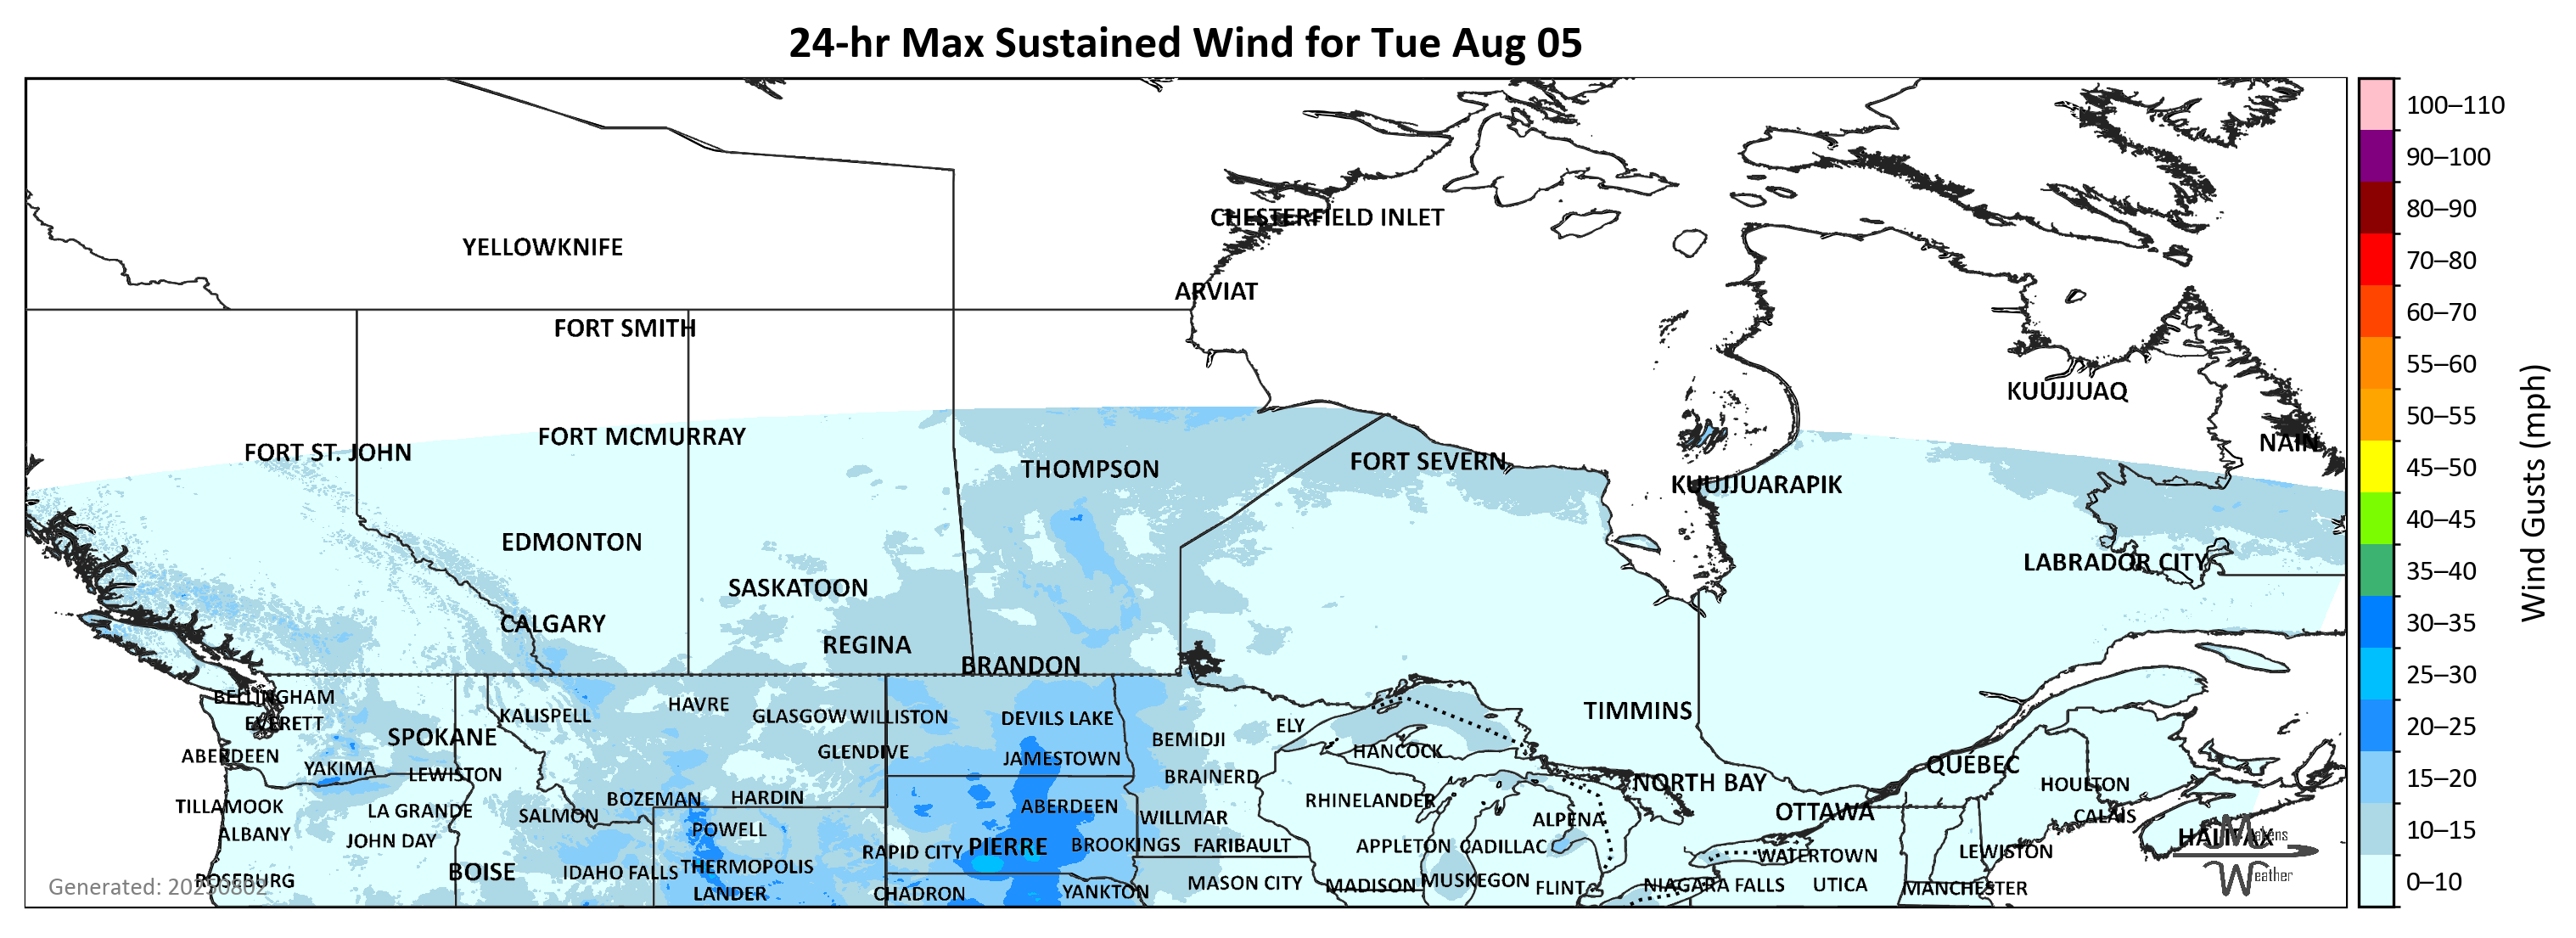 24-hr Max Sustained Wind for Tue Aug 05
100–110
90–100
80–90
70–80
60–70
55–60
50–55
45–50
40–45
35–40
30–35
25–30
20–25
15–20
10–15
0–10
Wind Gusts (mph)
CHESTERFIELD INLET
YELLOWKNIFE
ARVIAT
FORT SMITH
KUUJJUAQ
FORT MCMURRAY
NAIN
FORT ST. JOHN
FORT SEVERN
THOMPSON
KUUJJUARAPIK
EDMONTON
LABRADOR CITY
SASKATOON
CALGARY
REGINA
BRANDON
BELLINGHAM
HAVRE
TIMMINS
KALISPELL
GLASGOW
WILLISTON
DEVILS LAKE
EVERETT
ELY
SPOKANE
BEMIDJI
GLENDIVE
HANCOCK
ABERDEEN
JAMESTOWN
QUÉBEC
YAKIMA
LEWISTON
BRAINERD
NORTH BAY
HOULTON
BOZEMAN
HARDIN
RHINELANDER
TILLAMOOK
ABERDEEN
LA GRANDE
OTTAWA
SALMON
CALAIS
WILLMAR
ALPENA
POWELL
ALBANY
HALIFAX
JOHN DAY
BROOKINGS
FARIBAULT
APPLETON
CADILLAC
PIERRE
RAPID CITY
LEWISTON
WATERTOWN
THERMOPOLIS
BOISE
IDAHO FALLS
ROSEBURG
MUSKEGON
MASON CITY
NIAGARA FALLS
UTICA
MADISON
FLINT
MANCHESTER
YANKTON
LANDER
CHADRON
Generated: 20250802
Makens
Weather